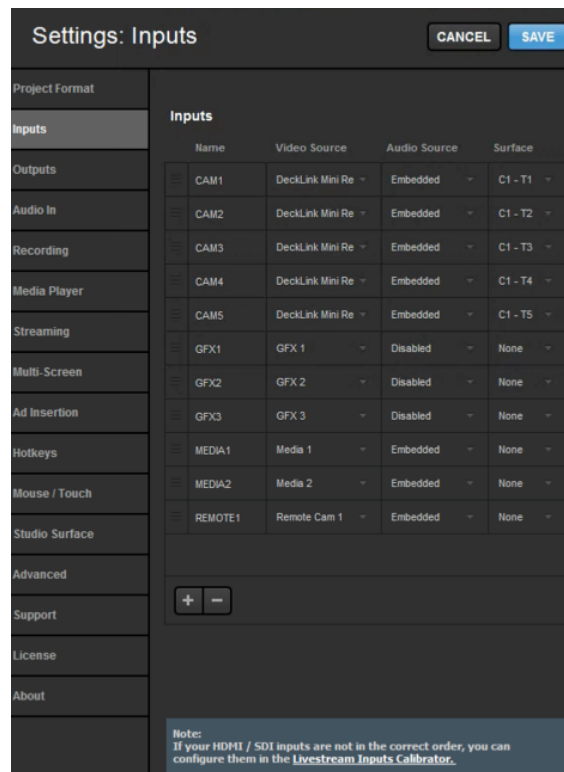 Settings: Inputs
CANCEL
SAVE
Project Format
Inputs
Outputs
Audio In
Recording
Media Player
Streaming
Multi-Screen
Ad Insertion
Hotkeys
Mouse / Touch
Studio Surface
Advanced
Support
License
About
Inputs
Name Video Source Audio Source Surface
CAM1 DeckLink Mini Re Embedded C1 - T1
CAM2 DeckLink Mini Re Embedded C1 - T2
CAM3 DeckLink Mini Re Embedded C1 - T3
CAM4 DeckLink Mini Re Embedded C1 - T4
CAM5 DeckLink Mini Re Embedded C1 - T5
GFX1 GFX 1 Disabled None
GFX2 GFX 2 Disabled None
GFX3 GFX 3 Disabled None
MEDIA1 Media 1 Embedded None
MEDIA2 Media 2 Embedded None
REMOTE1 Remote Cam 1 Embedded None
+ −
Note:
If your HDMI / SDI inputs are not in the correct order, you can
configure them in the Livestream Inputs Calibrator.